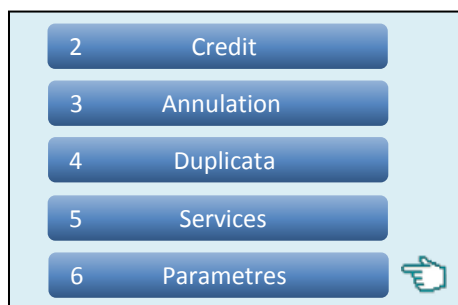 2 Credit
3 Annulation
4 Duplicata
5 Services
6 Parametres